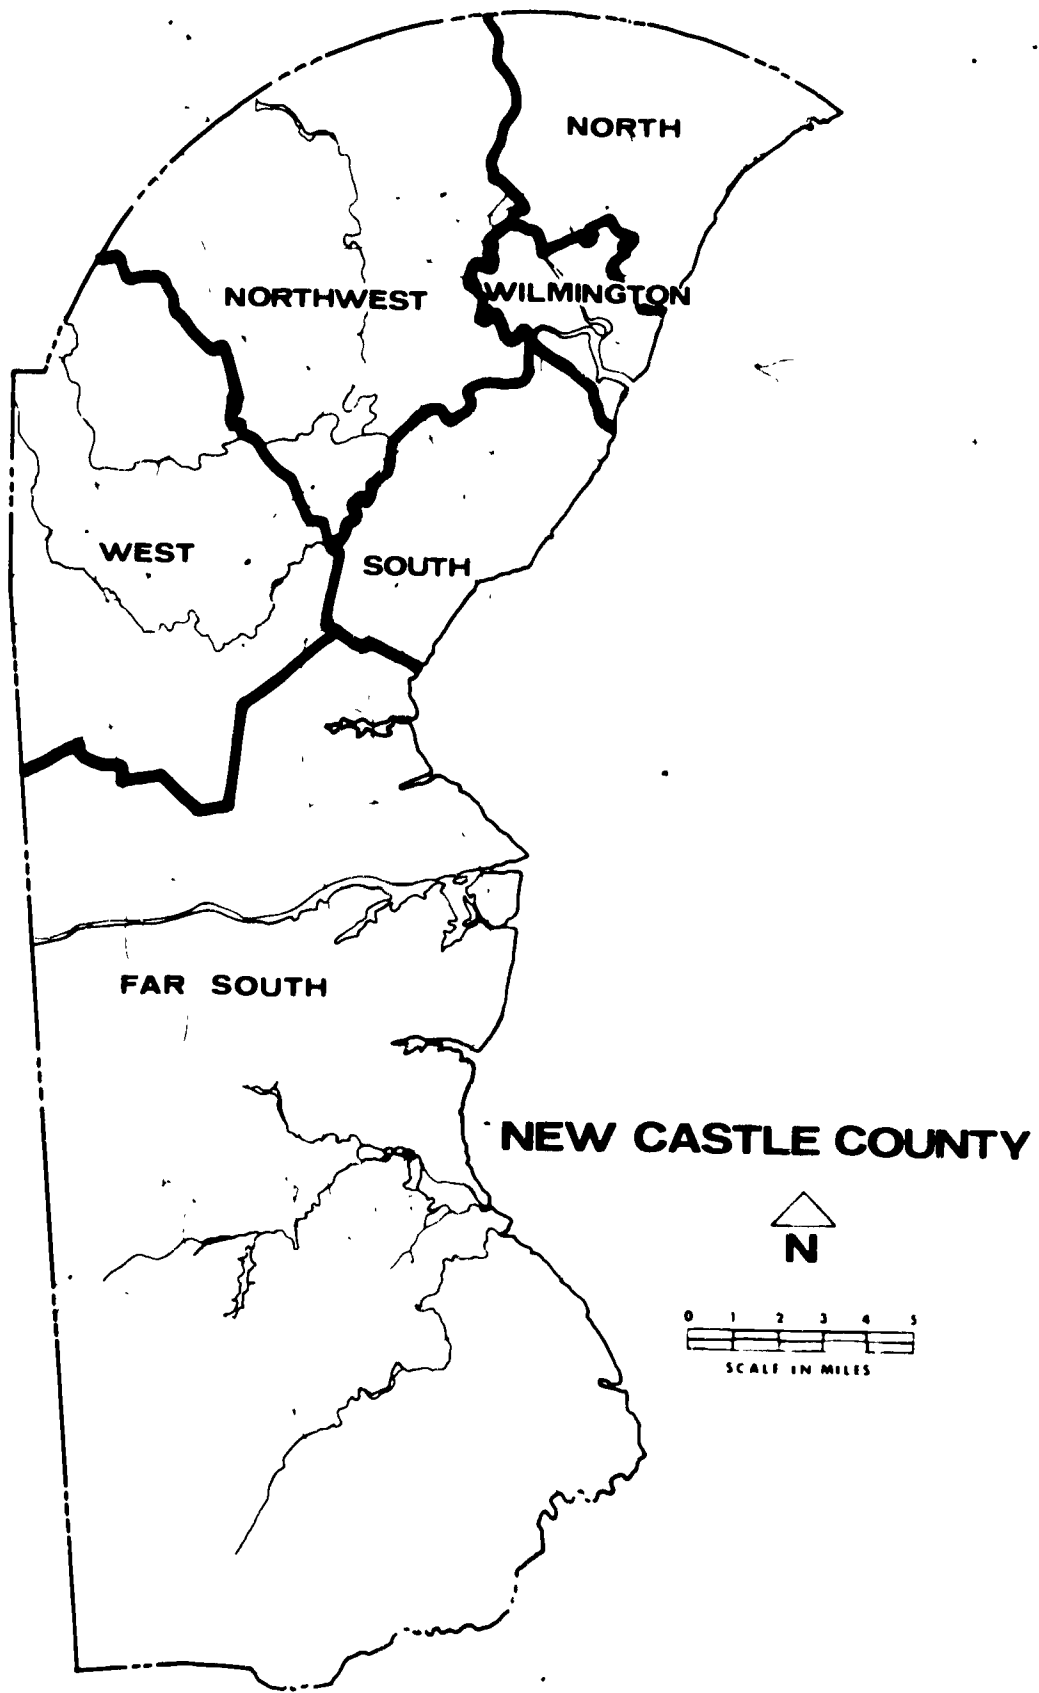 NORTH
NORTHWEST
WILMINGTON
WEST
SOUTH
FAR SOUTH
NEW CASTLE COUNTY
N
0 1 2 3 4 5
SCALE IN MILES